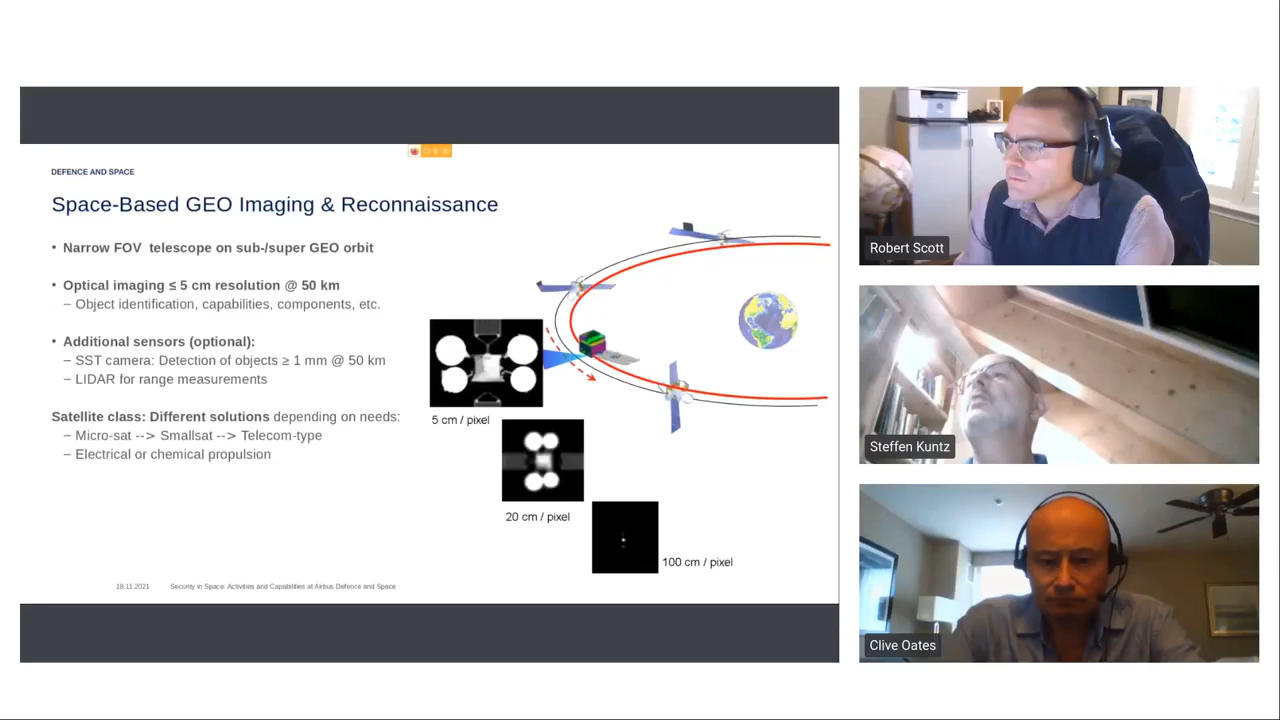 DEFENCE AND SPACE
Space-Based GEO Imaging & Reconnaissance
• Narrow FOV telescope on sub-/super GEO orbit
• Optical imaging ≤ 5 cm resolution @ 50 km
– Object identification, capabilities, components, etc.
• Additional sensors (optional):
– SST camera: Detection of objects ≥ 1 mm @ 50 km
– LIDAR for range measurements
Satellite class: Different solutions depending on needs:
– Micro-sat --> Smallsat --> Telecom-type
– Electrical or chemical propulsion
5 cm / pixel
20 cm / pixel
100 cm / pixel
18.11.2021 Security in Space: Activities and Capabilities at Airbus Defence and Space
Robert Scott
Steffen Kuntz
Clive Oates